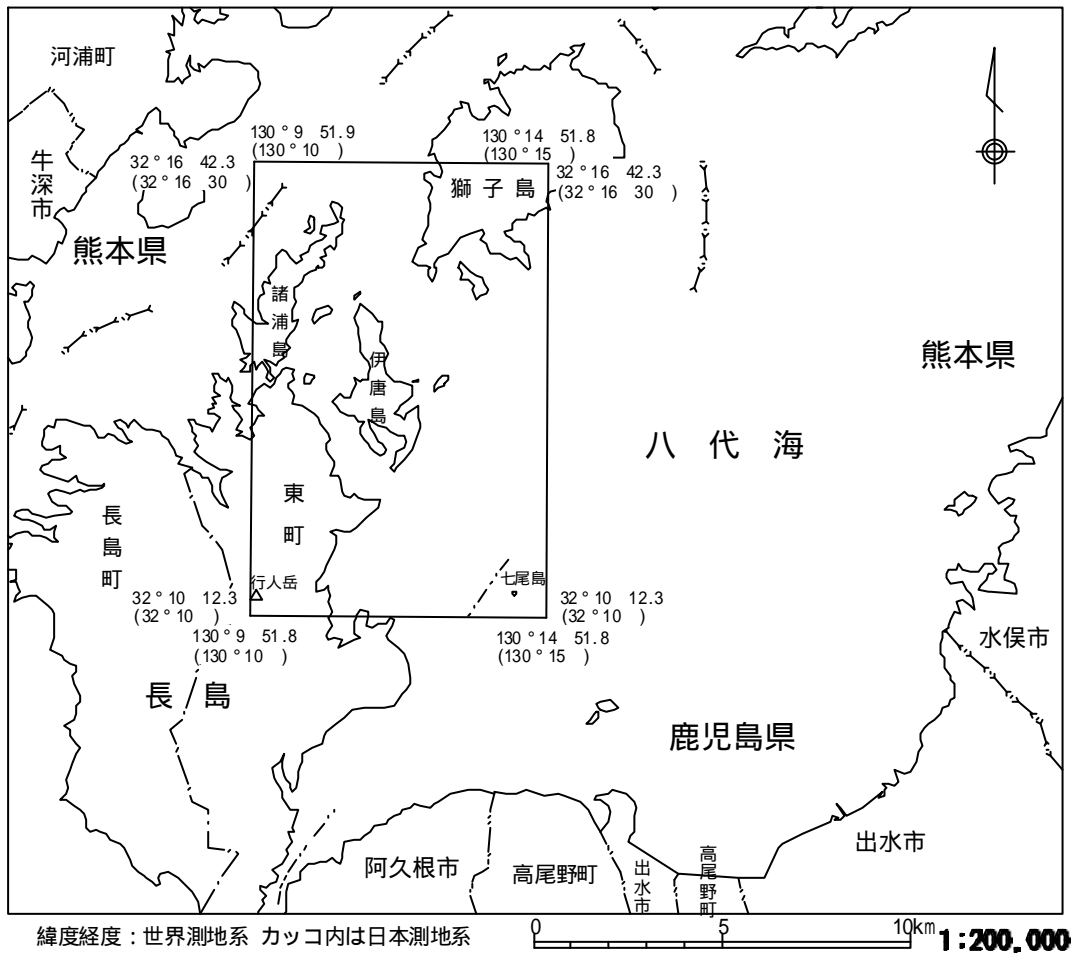 河浦町
130°9 51.9
(130°10 )
130°14 51.8
(130°15 )
32°16 42.3
(32°16 30 )
32°16 42.3
(32°16 30 )
牛深市
獅子島
熊本県
諸浦島
伊唐島
熊本県
八代海
東町
長島町
行人岳
七尾島
32°10 12.3
(32°10 )
32°10 12.3
(32°10 )
130°9 51.8
(130°10 )
130°14 51.8
(130°15 )
水俣市
長島
鹿児島県
出水市
阿久根市
高尾野町
出水市
高尾野町
緯度経度：世界測地系 カッコ内は日本測地系
0 5 10km
1:200,000